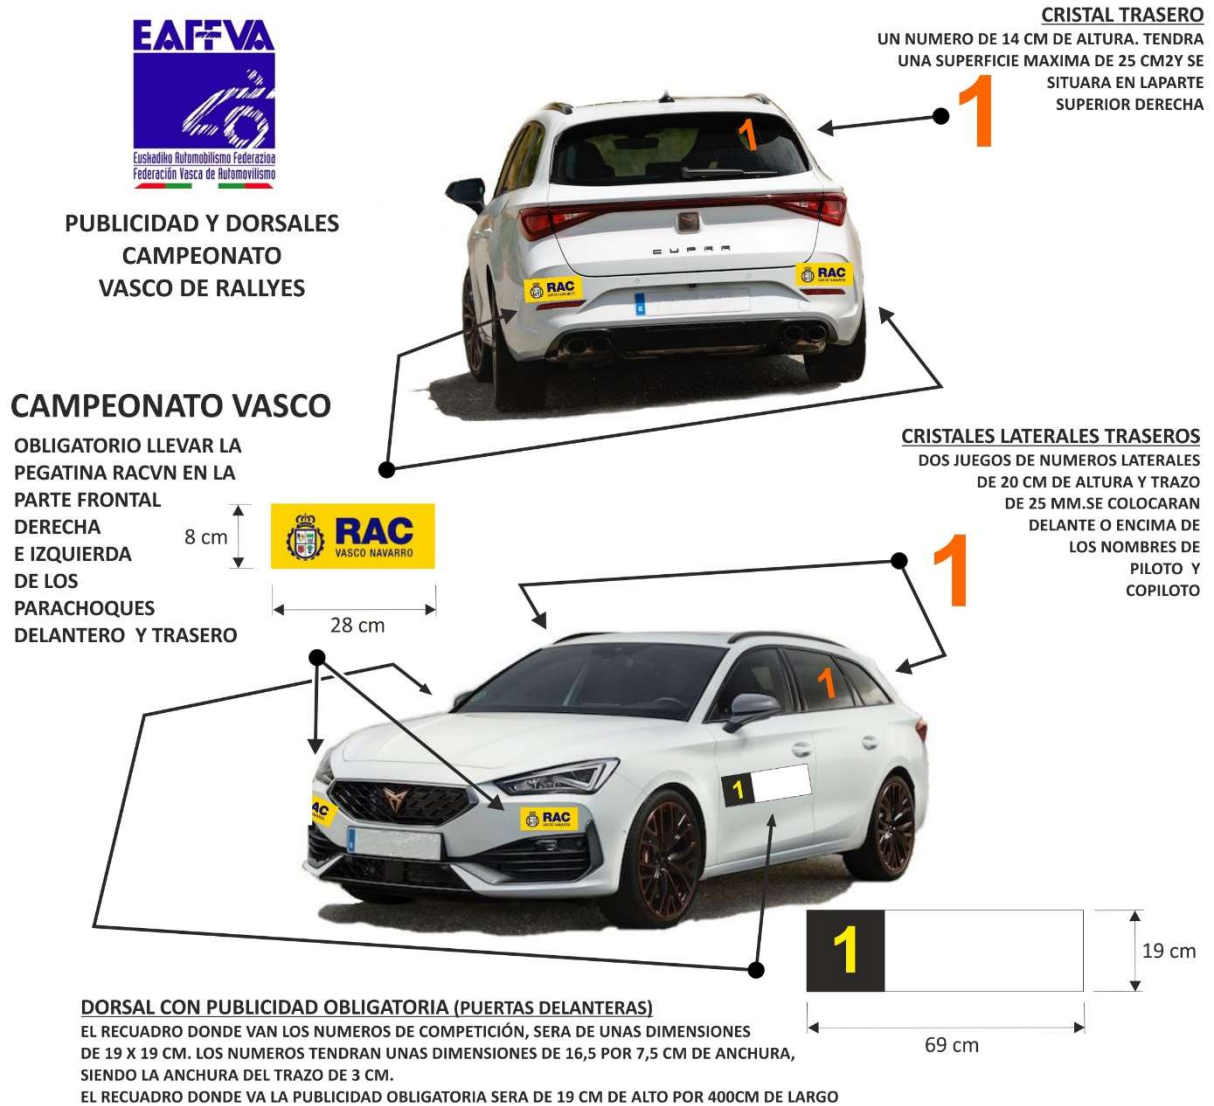 EAFFVA
Euskadiko Automobilismo Federazioa
Federación Vasca de Automovilismo
PUBLICIDAD Y DORSALES
CAMPEONATO
VASCO DE RALLYES
CRISTAL TRASERO
UN NUMERO DE 14 CM DE ALTURA. TENDRA
UNA SUPERFICIE MAXIMA DE 25 CM2Y SE
SITUARA EN LAPARTE
SUPERIOR DERECHA
1
1
CUPRA
RAC
VASCO NAVARRO
RAC
VASCO NAVARRO
E
CAMPEONATO VASCO
OBLIGATORIO LLEVAR LA
PEGATINA RACVN EN LA
PARTE FRONTAL
DERECHA
E IZQUIERDA
DE LOS
PARACHOQUES
DELANTERO Y TRASERO
8 cm
RAC
VASCO NAVARRO
28 cm
CRISTALES LATERALES TRASEROS
DOS JUEGOS DE NUMEROS LATERALES
DE 20 CM DE ALTURA Y TRAZO
DE 25 MM.SE COLOCARAN
DELANTE O ENCIMA DE
LOS NOMBRES DE
PILOTO Y
COPILOTO
1
1
1
AC
RAC
VASCO NAVARRO
E
1
19 cm
69 cm
DORSAL CON PUBLICIDAD OBLIGATORIA (PUERTAS DELANTERAS)
EL RECUADRO DONDE VAN LOS NUMEROS DE COMPETICIÓN, SERA DE UNAS DIMENSIONES
DE 19 X 19 CM. LOS NUMEROS TENDRAN UNAS DIMENSIONES DE 16,5 POR 7,5 CM DE ANCHURA,
SIENDO LA ANCHURA DEL TRAZO DE 3 CM.
EL RECUADRO DONDE VA LA PUBLICIDAD OBLIGATORIA SERA DE 19 CM DE ALTO POR 400CM DE LARGO